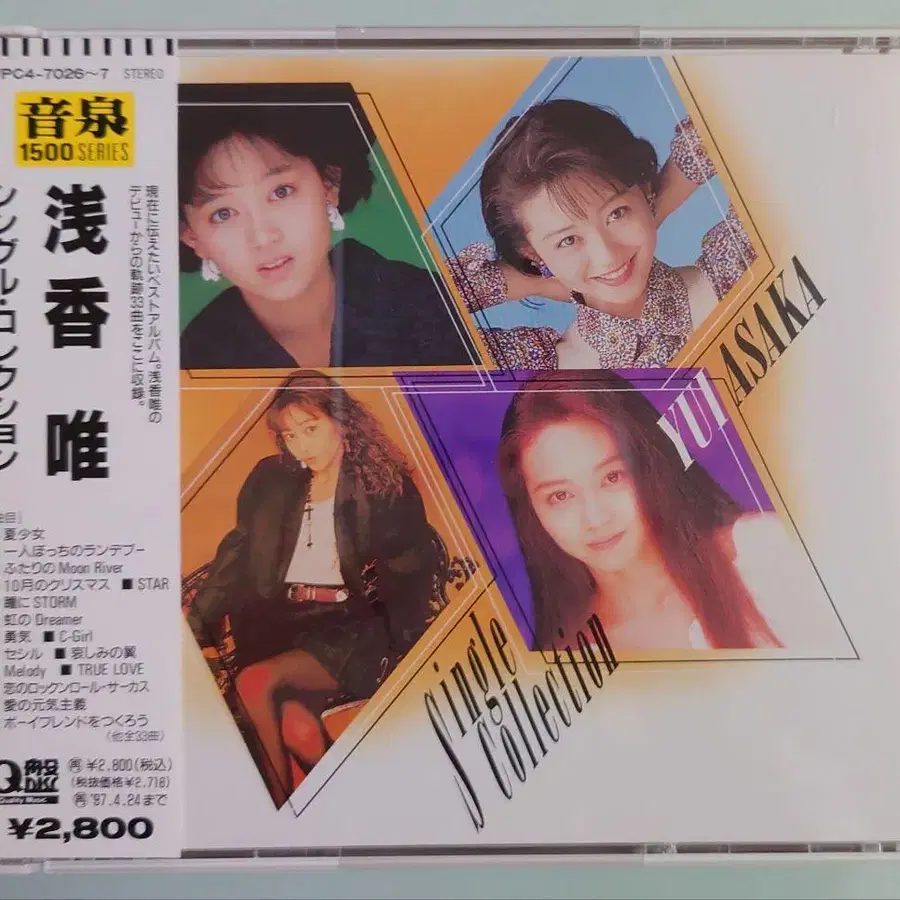 PC4-7026〜7 STEREO
音泉
1500 SERIES
現在に伝えたいベストアルバム。浅香唯の
デビューからの軌跡33曲をここに収録。
浅香唯
シングル・コレクション
曲目」
夏少女
一人ぼっちのランデブー
ふたりのMoon River
10月のクリスマス ■ STAR
瞳にSTORM
虹のDreamer
勇気 ■ C-Girl
セシル ■ 哀しみの翼
Melody ■ TRUE LOVE
恋のロックンロール・サーカス
愛の元気主義
ボーイフレンドをつくろう
(他全33曲)
Quality Music
再 ¥2,800(税込)
(税抜価格¥2,718)
再 '97.4.24まで
¥2,800
YUI ASAKA
Single
Collection